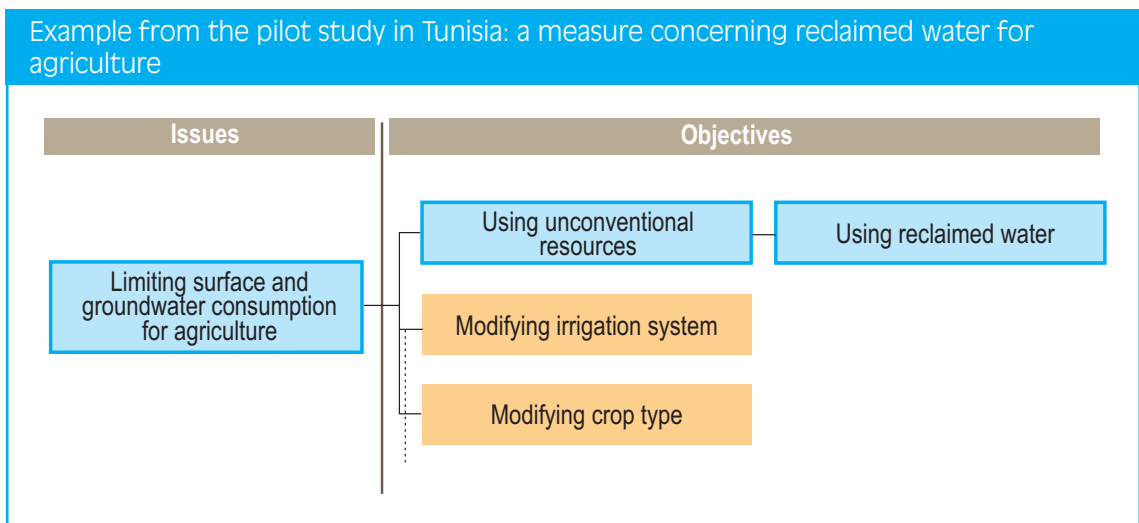 Example from the pilot study in Tunisia: a measure concerning reclaimed water for
agriculture
Issues
Objectives
Limiting surface and
groundwater consumption
for agriculture
Using unconventional
resources
Using reclaimed water
Modifying irrigation system
Modifying crop type